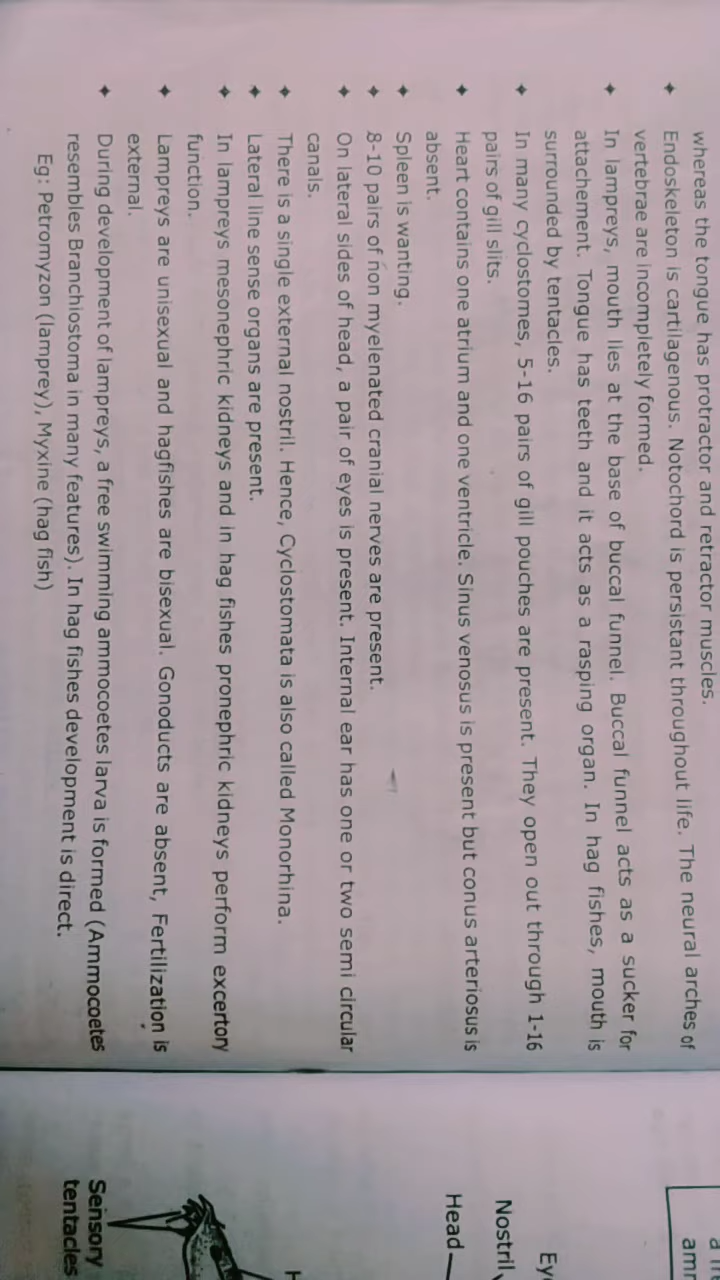 whereas the tongue has protractor and retractor muscles.
✦ Endoskeleton is cartilagenous. Notochord is persistant throughout life. The neural arches of
vertebrae are incompletely formed.
✦ In lampreys, mouth lies at the base of buccal funnel. Buccal funnel acts as a sucker for
attachement. Tongue has teeth and it acts as a rasping organ. In hag fishes, mouth is
surrounded by tentacles.
✦ In many cyclostomes, 5-16 pairs of gill pouches are present. They open out through 1-16
pairs of gill slits.
✦ Heart contains one atrium and one ventricle. Sinus venosus is present but conus arteriosus is
absent.
✦ Spleen is wanting.
✦ 8-10 pairs of non myelenated cranial nerves are present.
✦ On lateral sides of head, a pair of eyes is present. Internal ear has one or two semi circular
canals.
✦ There is a single external nostril. Hence, Cyclostomata is also called Monorhina.
✦ Lateral line sense organs are present.
✦ In lampreys mesonephric kidneys and in hag fishes pronephric kidneys perform excertory
function.
✦ Lampreys are unisexual and hagfishes are bisexual. Gonoducts are absent, Fertilization is
external.
✦ During development of lampreys, a free swimming ammocoetes larva is formed (Ammocoetes
resembles Branchiostoma in many features). In hag fishes development is direct.
Eg: Petromyzon (lamprey), Myxine (hag fish)
Nostril
Head
Sensory
tentacles